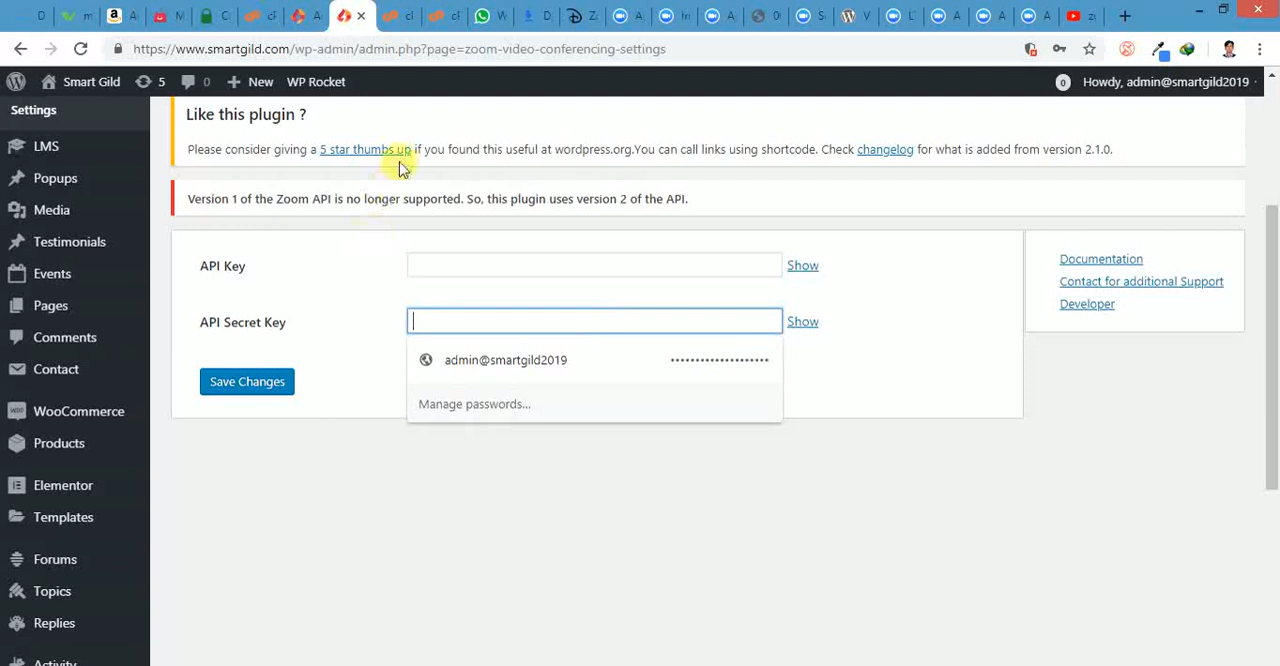 https://www.smartgild.com/wp-admin/admin.php?page=zoom-video-conferencing-settings
Smart Gild 5 0 New WP Rocket 0 Howdy, admin@smartgild2019
Settings
LMS
Popups
Media
Testimonials
Events
Pages
Comments
Contact
WooCommerce
Products
Elementor
Templates
Forums
Topics
Replies
Like this plugin ?
Please consider giving a 5 star thumbs up if you found this useful at wordpress.org.You can call links using shortcode. Check changelog for what is added from version 2.1.0.
Version 1 of the Zoom API is no longer supported. So, this plugin uses version 2 of the API.
API Key Show
API Secret Key Show
admin@smartgild2019 ••••••••••••••••••••
Manage passwords...
Save Changes
Documentation
Contact for additional Support
Developer